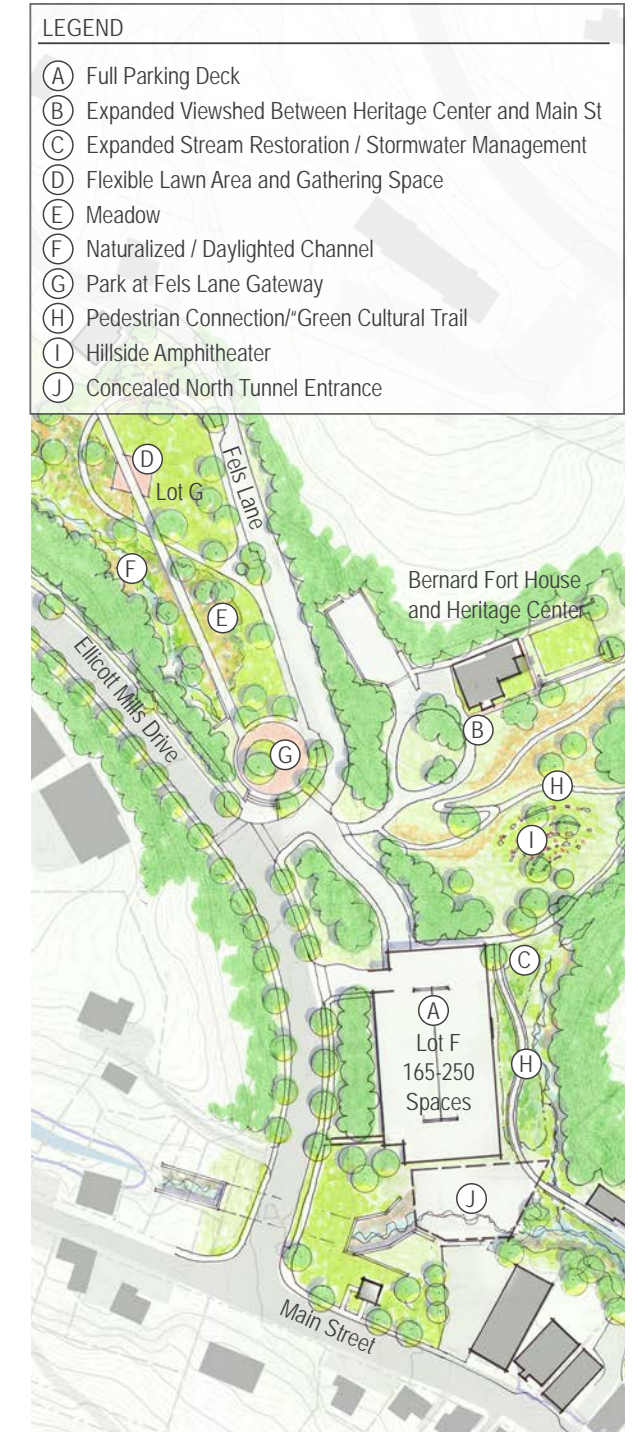 LEGEND
A Full Parking Deck
B Expanded Viewshed Between Heritage Center and Main St
C Expanded Stream Restoration / Stormwater Management
D Flexible Lawn Area and Gathering Space
E Meadow
F Naturalized / Daylighted Channel
G Park at Fels Lane Gateway
H Pedestrian Connection/"Green Cultural Trail
I Hillside Amphitheater
J Concealed North Tunnel Entrance
D
Lot G
Fels Lane
F
E
Bernard Fort House
and Heritage Center
Ellicott Mills Drive
B
G
H
I
C
A
Lot F
165-250
Spaces
H
J
Main Street